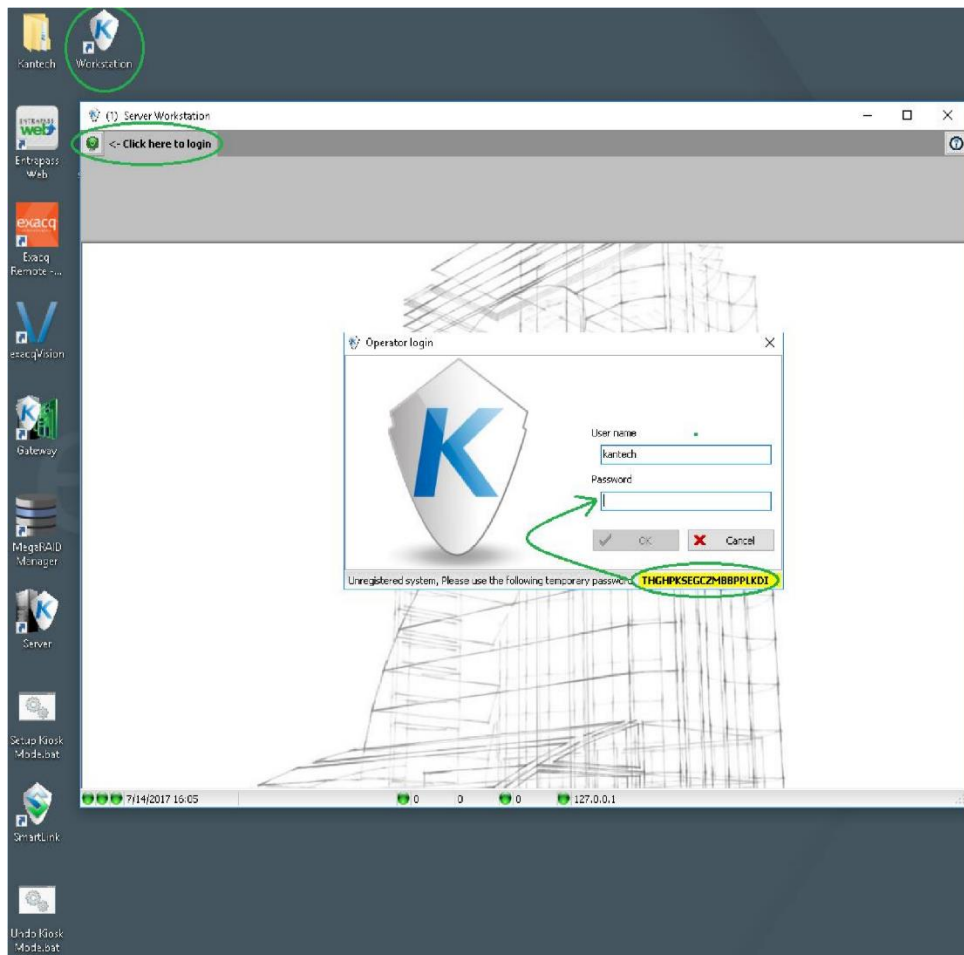 Kantech
Workstation
ENTRAPASS
web
Entrapass
Web
exacq
Exacq
Remote -...
exacqVision
K
Gateway
MegaRAID
Manager
K
Server
Setup Kiosk
Mode.bat
SmartLink
Undo Kiosk
Mode.bat
(1) Server Workstation
<- Click here to login
Operator login
K
User name
kantech
Password
OK
Cancel
Unregistered system, Please use the following temporary password THGHPKSEGCZMBBPPLKDI
7/14/2017 16:05
0
0
0
127.0.0.1